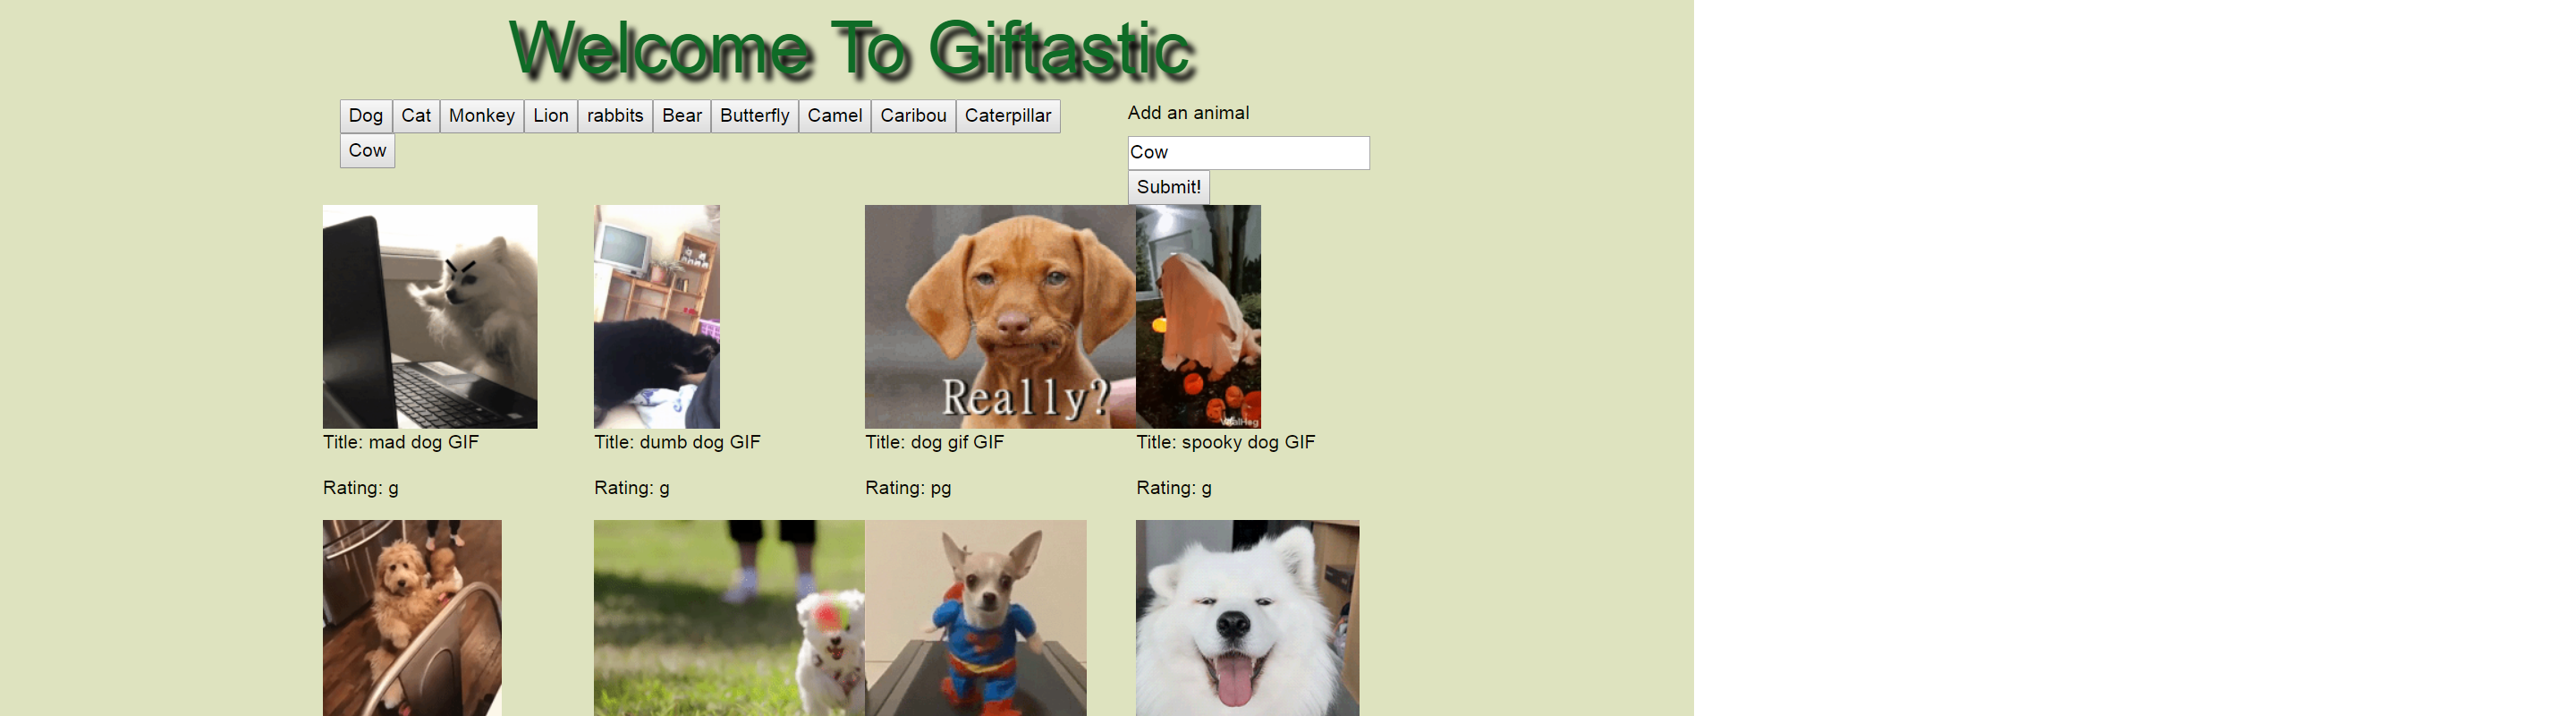 Welcome To Giftastic
Dog Cat Monkey Lion rabbits Bear Butterfly Camel Caribou Caterpillar
Cow
Add an animal
Cow
Submit!
Really?
Title: mad dog GIF
Title: dumb dog GIF
Title: dog gif GIF
Title: spooky dog GIF
Rating: g
Rating: g
Rating: pg
Rating: g